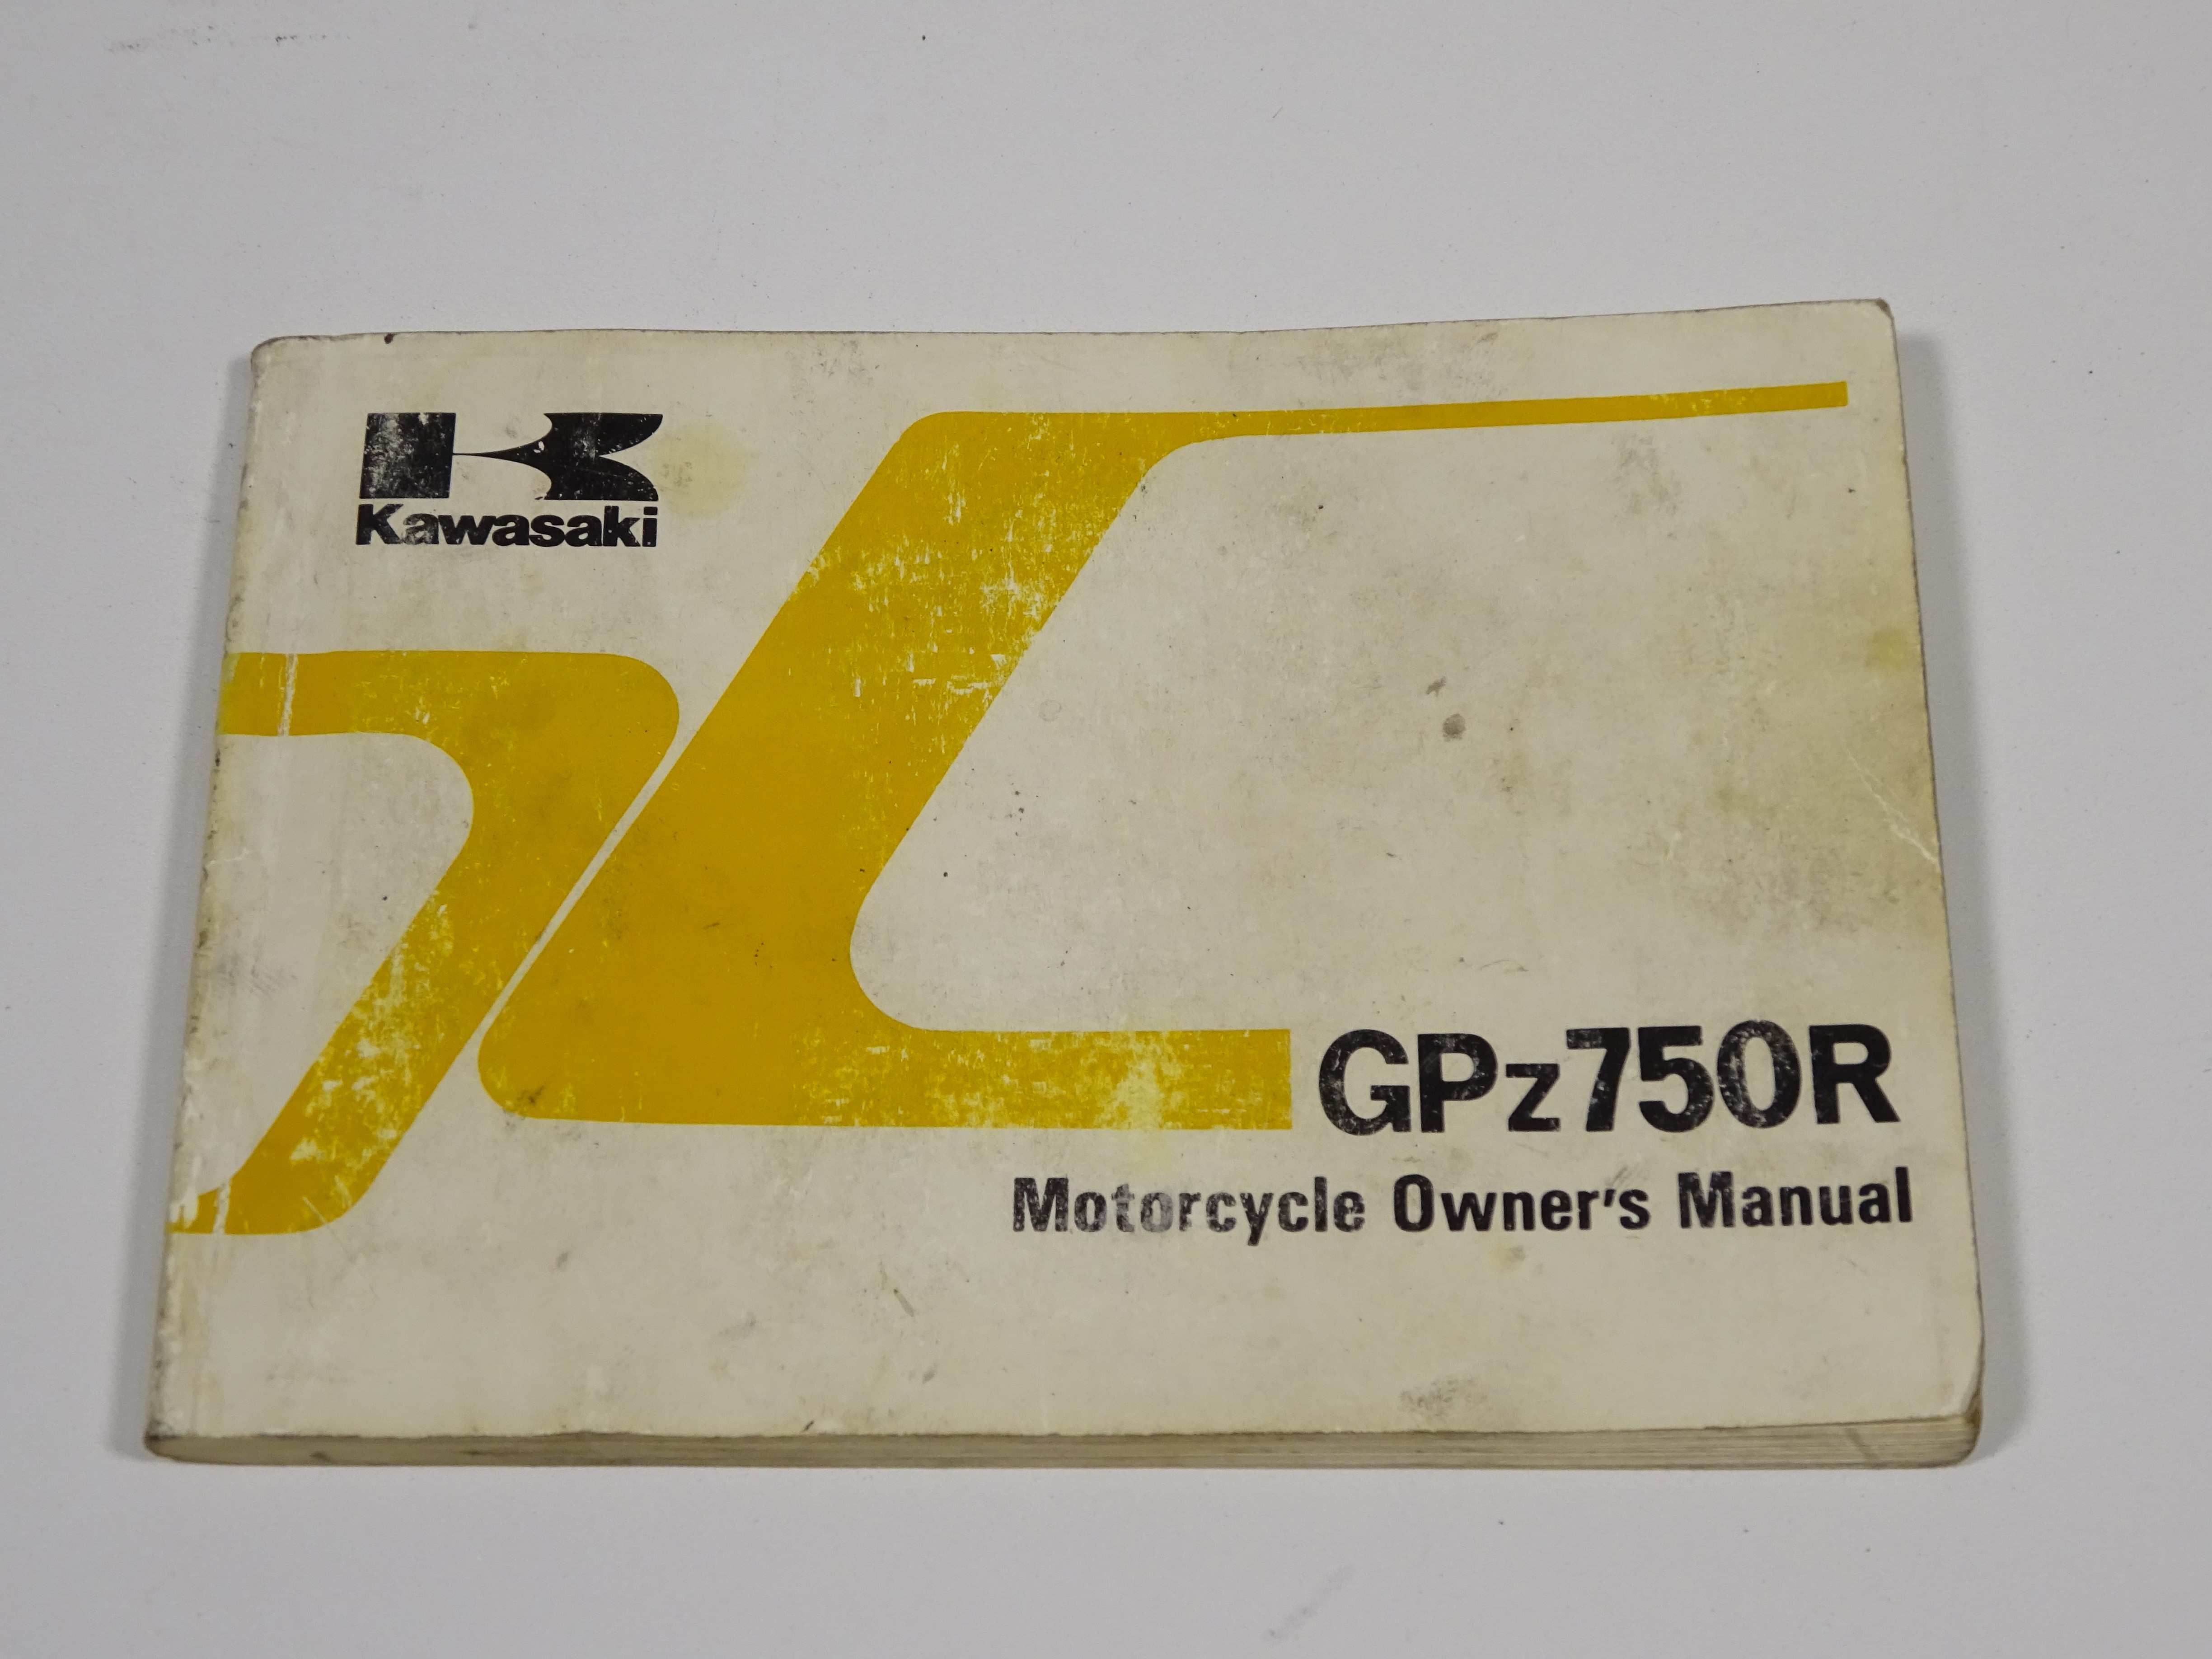 Kawasaki
GPz750R
Motorcycle Owner's Manual